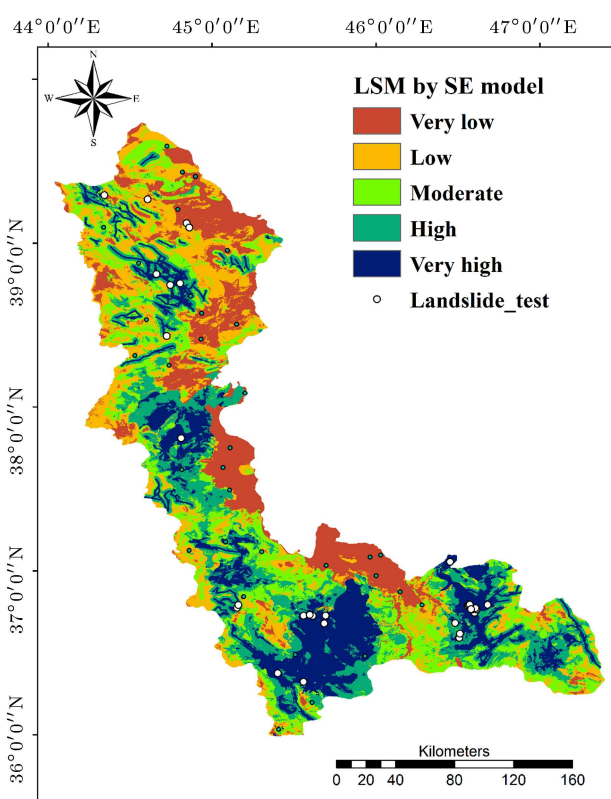 44°0'0''E 45°0'0''E 46°0'0''E 47°0'0''E
N
W E
S
LSM by SE model
Very low
Low
Moderate
High
Very high
Landslide_test
39°0'0''N
38°0'0''N
37°0'0''N
36°0'0''N
Kilometers
0 10 20 40 80 120 160